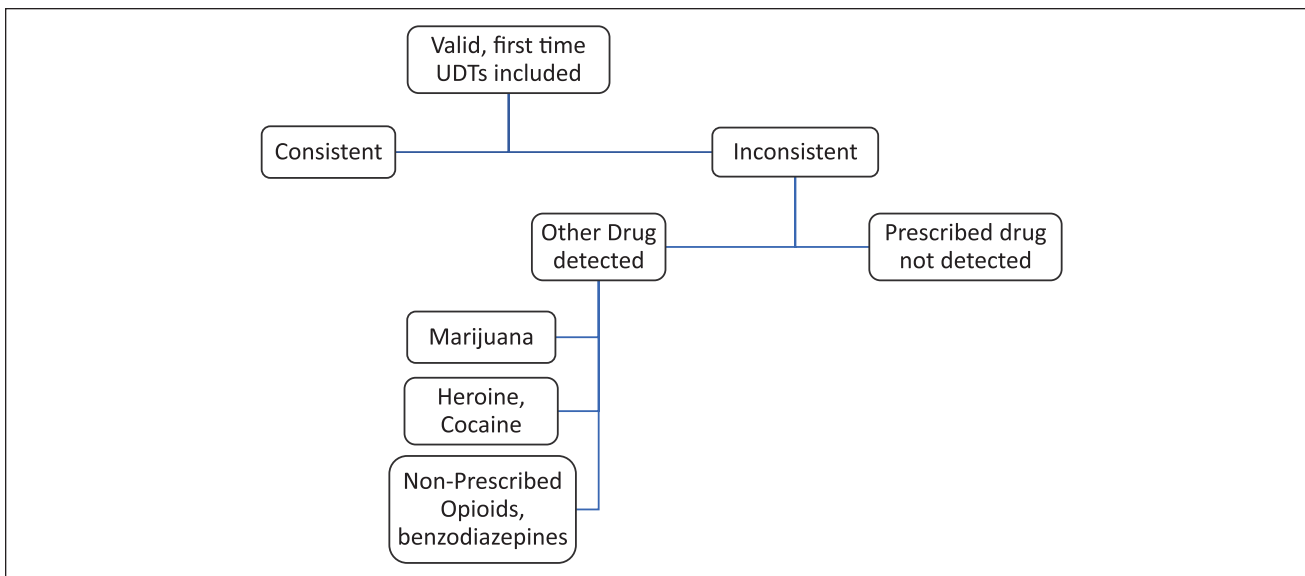 Valid, first time
UDTs included
Consistent
Inconsistent
Other Drug
detected
Prescribed drug
not detected
Marijuana
Heroine,
Cocaine
Non-Prescribed
Opioids,
benzodiazepines